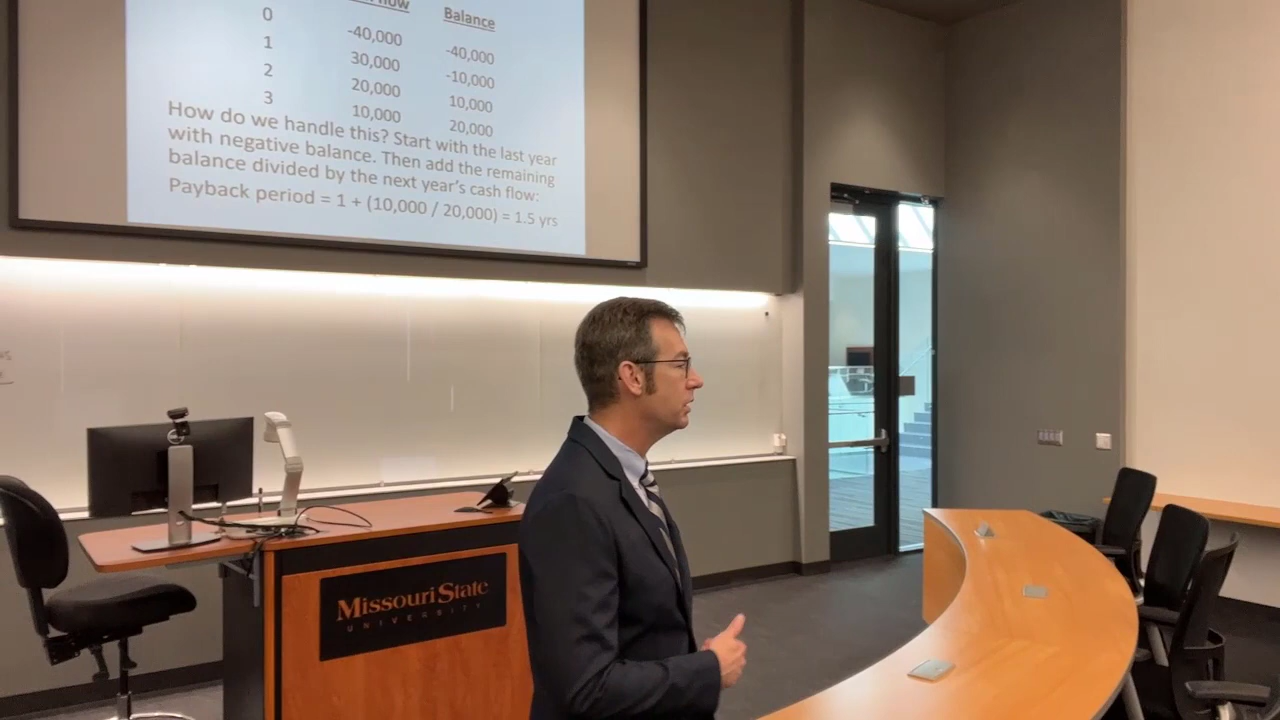 Balance
0 -40,000 -40,000
1 30,000 -10,000
2 20,000 10,000
3 10,000 20,000
How do we handle this? Start with the last year
with negative balance. Then add the remaining
balance divided by the next year's cash flow:
Payback period = 1 + (10,000 / 20,000) = 1.5 yrs
Missouri State
UNIVERSITY